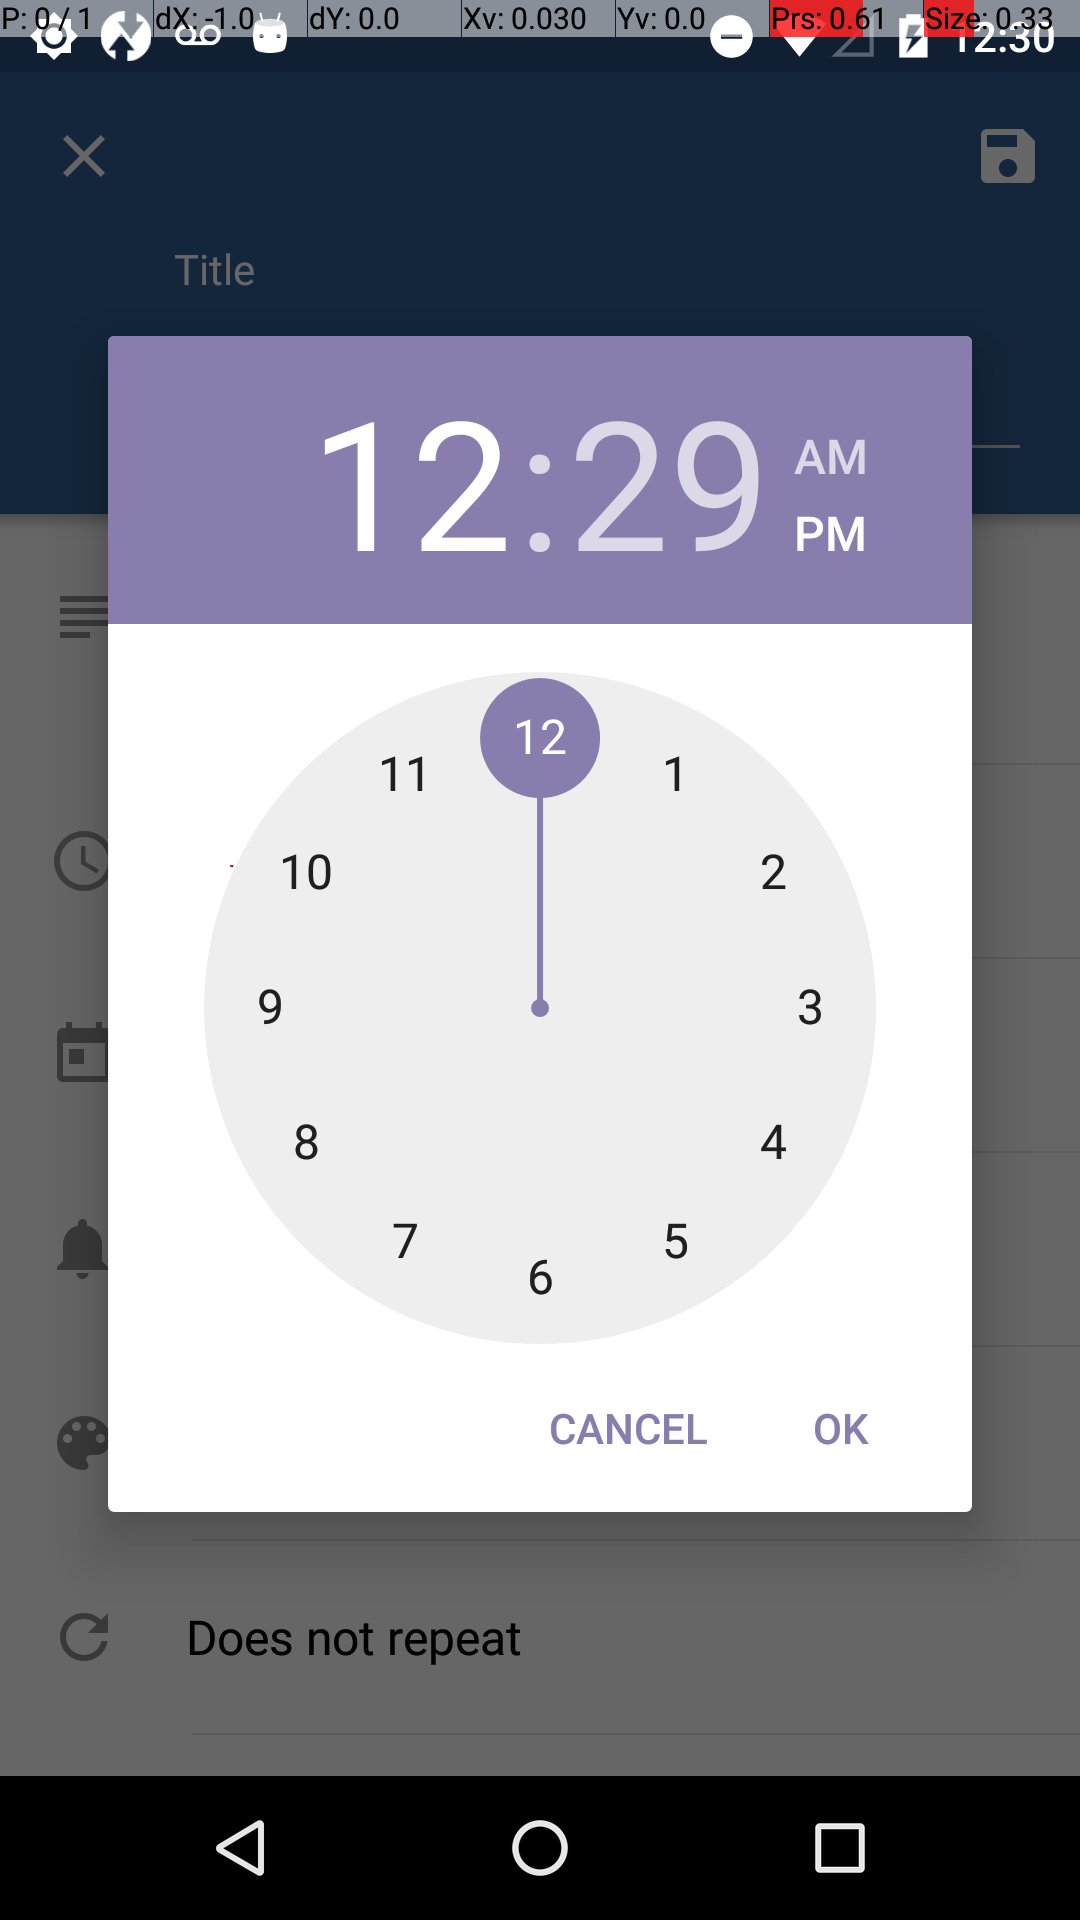 P: 0 / 1 dX: -1.0 dY: 0.0 Xv: 0.030 Yv: 0.0 Prs: 0.61 Size: 0.33
12:30
Title
12:29
AM
PM
12
11 1
10 2
9 3
8 4
7 5
6
CANCEL OK
Does not repeat